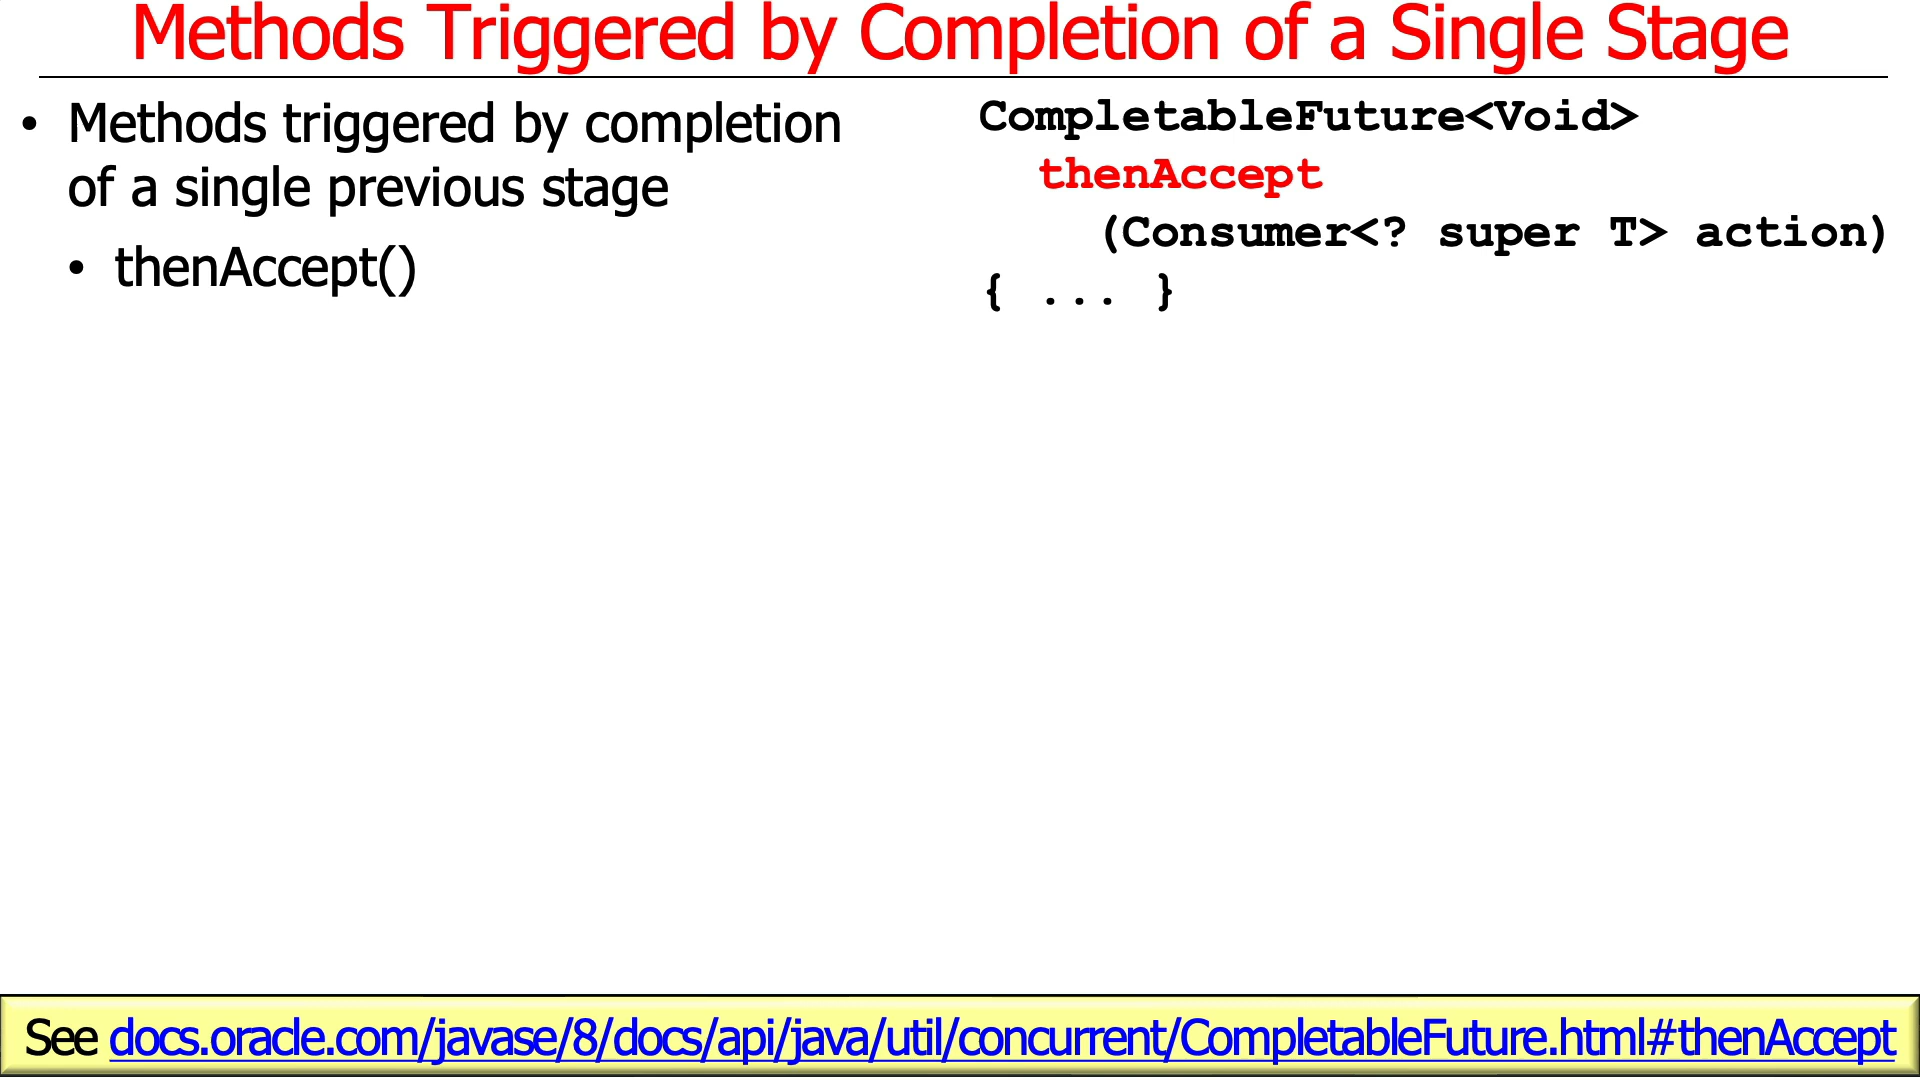 Methods Triggered by Completion of a Single Stage
• Methods triggered by completion
of a single previous stage
• thenAccept()
CompletableFuture<Void>
thenAccept
(Consumer<? super T> action)
{ ... }
See docs.oracle.com/javase/8/docs/api/java/util/concurrent/CompletableFuture.html#thenAccept